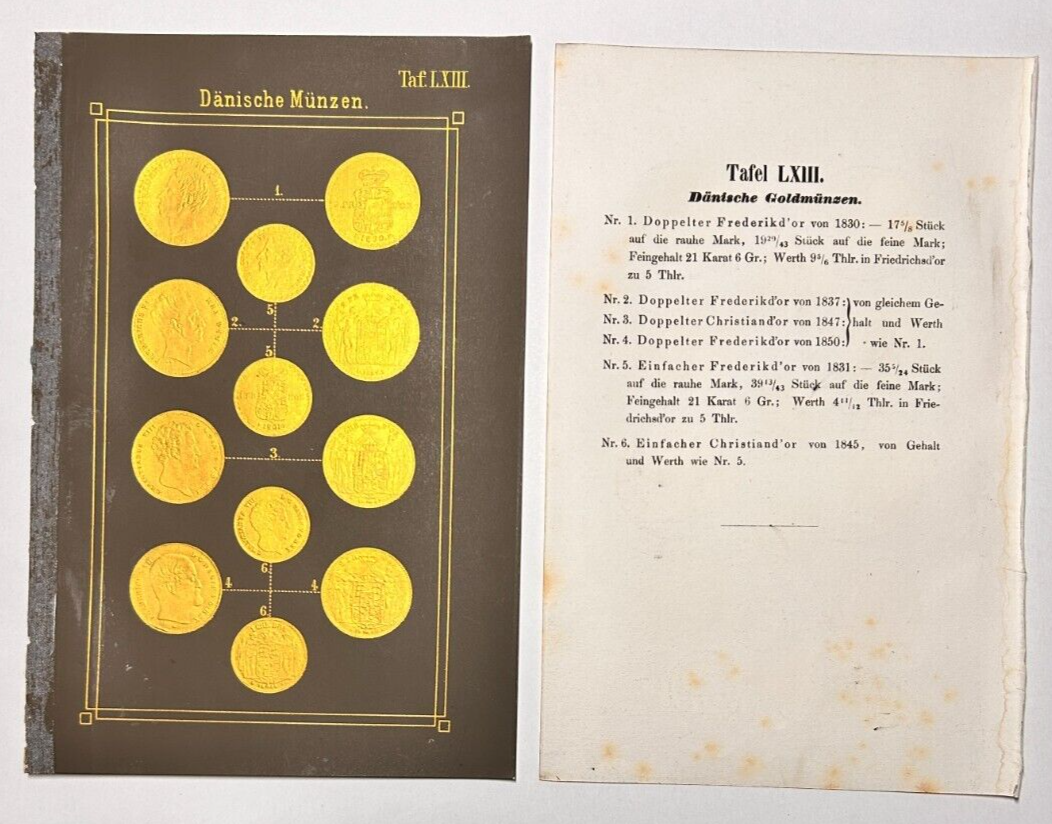 Taf. LXIII.
Dänische Münzen.
1.
5.
2.
2.
5.
3.
6.
4
4.
6.
Tafel LXIII.
Dänische Goldmünzen.
Nr. 1. Doppelter Frederikd'or von 1830: — 17⁵/₈ Stück
auf die rauhe Mark, 19²⁹/₄₃ Stück auf die feine Mark;
Feingehalt 21 Karat 6 Gr.; Werth 9⁵/₆ Thlr. in Friedrichsd'or
zu 5 Thlr.
Nr. 2. Doppelter Frederikd'or von 1837: von gleichem Ge-
Nr. 3. Doppelter Christiand'or von 1847: halt und Werth
Nr. 4. Doppelter Frederikd'or von 1850: wie Nr. 1.
Nr. 5. Einfacher Frederikd'or von 1831: — 35⁵/₂₄ Stück
auf die rauhe Mark, 39¹³/₄₃ Stück auf die feine Mark;
Feingehalt 21 Karat 6 Gr.; Werth 4¹¹/₁₂ Thlr. in Frie-
drichsd'or zu 5 Thlr.
Nr. 6. Einfacher Christiand'or von 1845, von Gehalt
und Werth wie Nr. 5.